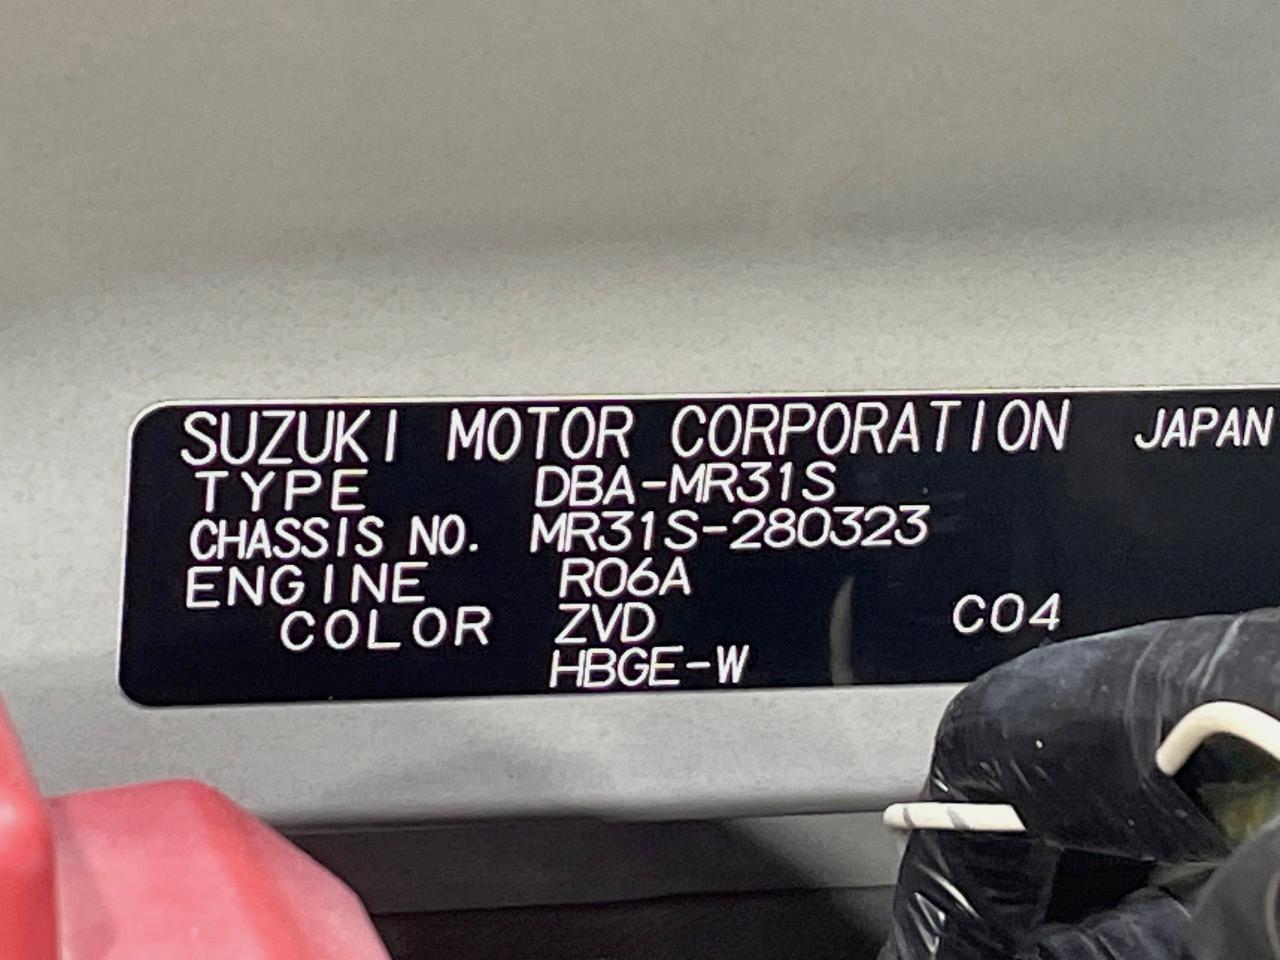 SUZUKI MOTOR CORPORATION JAPAN
TYPE DBA-MR31S
CHASSIS NO. MR31S-280323
ENGINE R06A
COLOR ZVD C04
HBGE-W